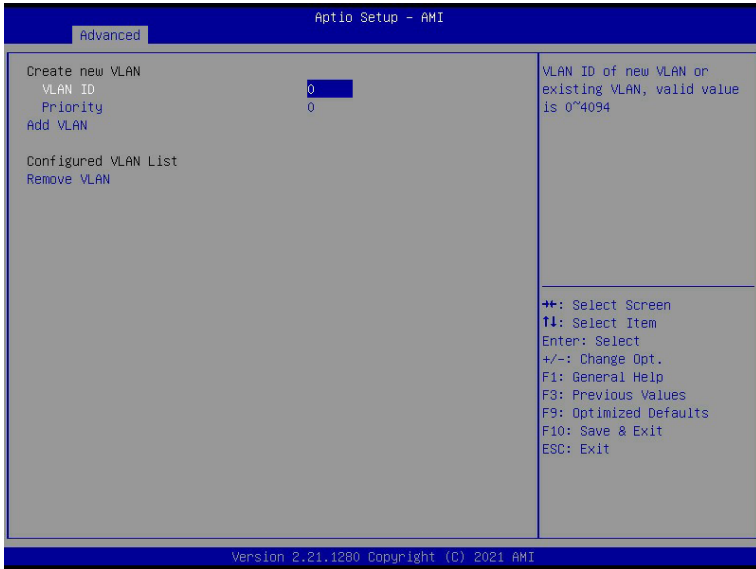 Aptio Setup - AMI
Advanced
Create new VLAN
VLAN ID 0
Priority 0
Add VLAN
Configured VLAN List
Remove VLAN
VLAN ID of new VLAN or
existing VLAN, valid value
is 0~4094
→←: Select Screen
↑↓: Select Item
Enter: Select
+/-: Change Opt.
F1: General Help
F3: Previous Values
F9: Optimized Defaults
F10: Save & Exit
ESC: Exit
Version 2.21.1280 Copyright (C) 2021 AMI